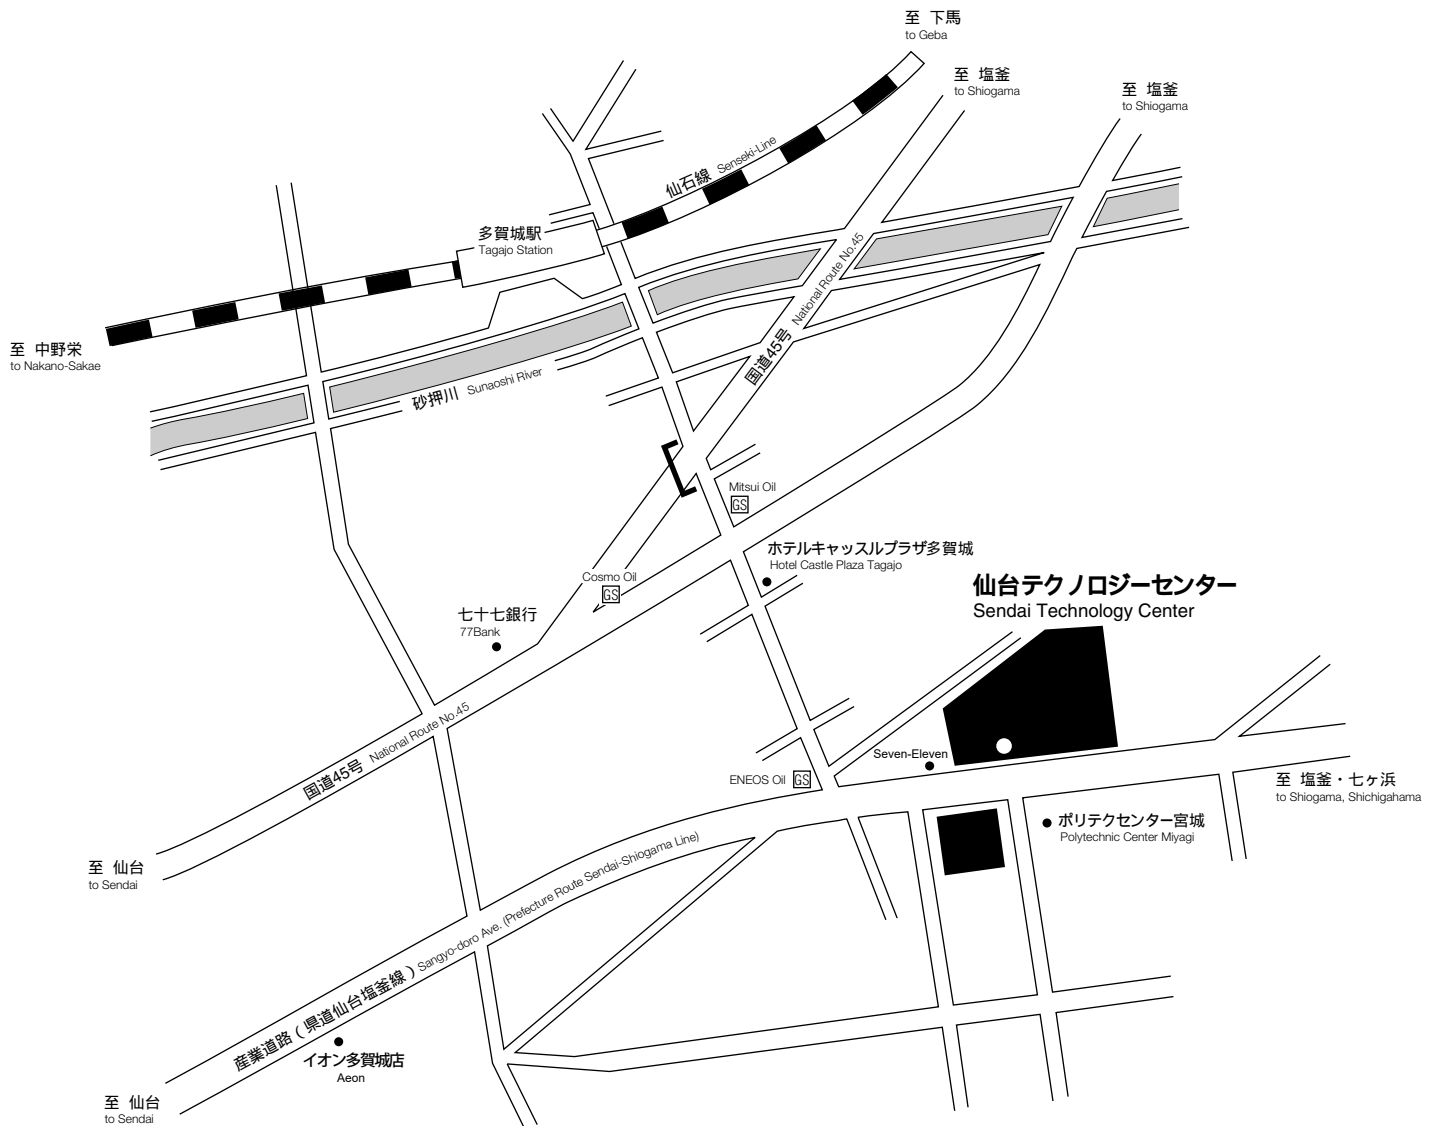 至 下馬
to Geba
至 塩釜
to Shiogama
至 塩釜
to Shiogama
仙石線 Senseki-Line
多賀城駅
Tagajo Station
国道45号 National Route No.45
至 中野栄
to Nakano-Sakae
砂押川 Sunaoshi River
Mitsui Oil
GS
ホテルキャッスルプラザ多賀城
Hotel Castle Plaza Tagajo
Cosmo Oil
GS
七十七銀行
77Bank
仙台テクノロジーセンター
Sendai Technology Center
国道45号 National Route No.45
Seven-Eleven
ENEOS Oil GS
至 塩釜・七ヶ浜
to Shiogama, Shichigahama
ポリテクセンター宮城
Polytechnic Center Miyagi
至 仙台
to Sendai
産業道路(県道仙台塩釜線) Sangyo-doro Ave. (Prefecture Route Sendai-Shiogama Line)
イオン多賀城店
Aeon
至 仙台
to Sendai